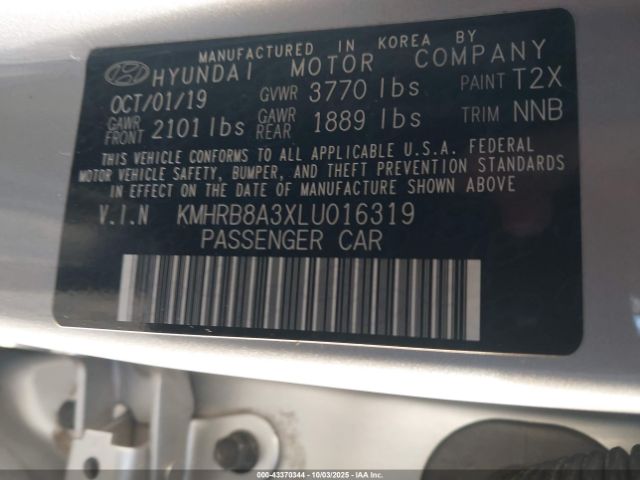 MANUFACTURED IN KOREA BY
HYUNDAI MOTOR COMPANY
OCT/01/19 GVWR 3770 lbs PAINT T2X
GAWR FRONT 2101 lbs GAWR REAR 1889 lbs TRIM NNB
THIS VEHICLE CONFORMS TO ALL APPLICABLE U.S.A. FEDERAL
MOTOR VEHICLE SAFETY, BUMPER, AND THEFT PREVENTION STANDARDS
IN EFFECT ON THE DATE OF MANUFACTURE SHOWN ABOVE
V.I.N KMHRB8A3XLU016319
PASSENGER CAR
000-43370344 - 10/03/2025 - IAAI.COM